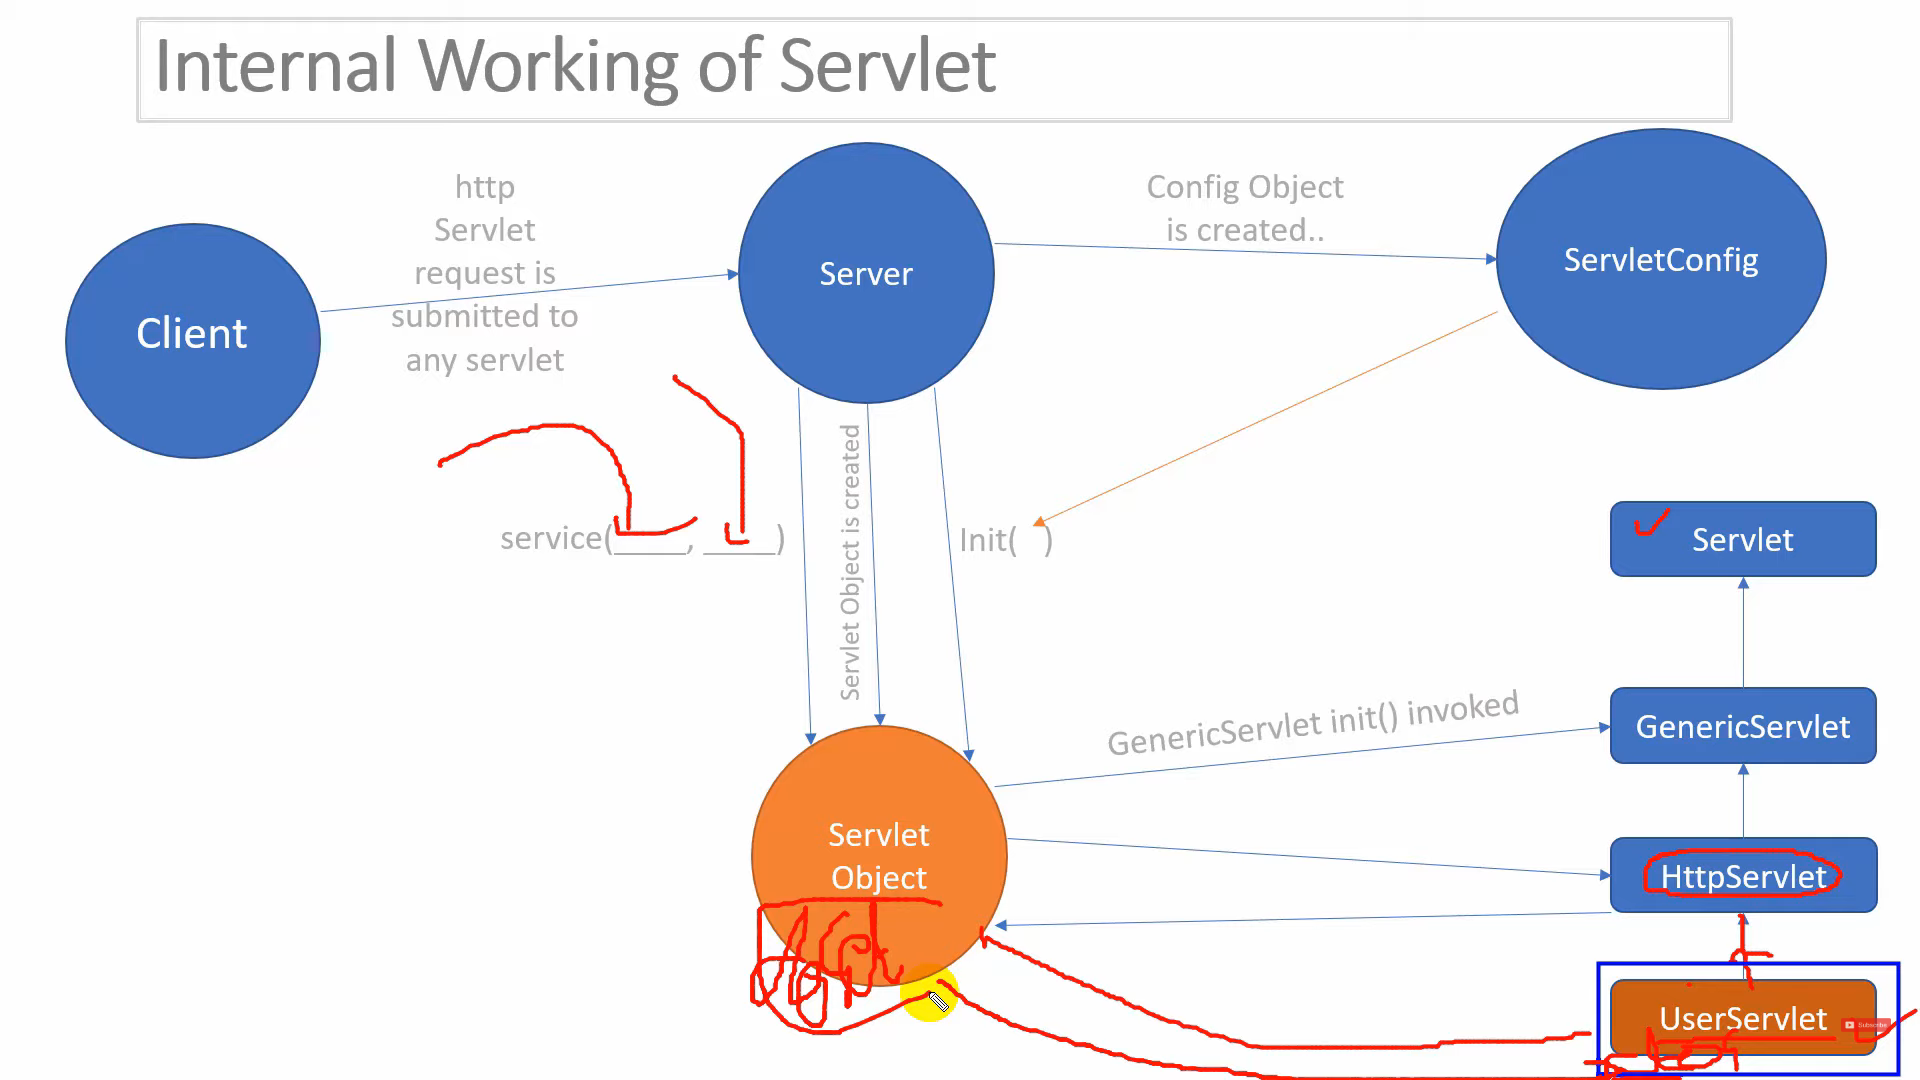 Internal Working of Servlet
http
Servlet
request is
submitted to
any servlet
Client
Server
Config Object
is created..
ServletConfig
service(_____, _____)
Servlet Object is created
Init( )
Servlet
GenericServlet init() invoked
GenericServlet
Servlet
Object
HttpServlet
UserServlet
Subscribe